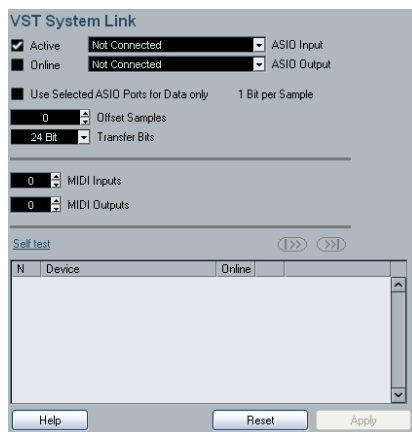 VST System Link
Active Not Connected ASIO Input
Online Not Connected ASIO Output
Use Selected ASIO Ports for Data only 1 Bit per Sample
0 Offset Samples
24 Bit Transfer Bits
0 MIDI Inputs
0 MIDI Outputs
Self test
N Device Online
Help Reset Apply